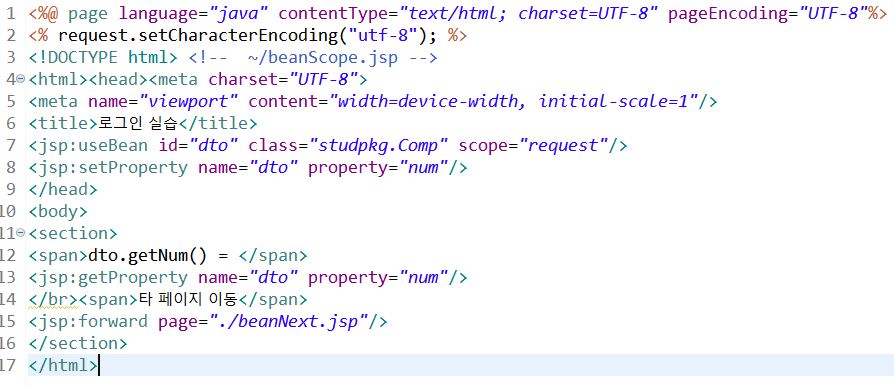 1 <%@ page language="java" contentType="text/html; charset=UTF-8" pageEncoding="UTF-8"%>
2 <% request.setCharacterEncoding("utf-8"); %>
3 <!DOCTYPE html> <!--  ~/beanScope.jsp -->
4 <html><head><meta charset="UTF-8">
5 <meta name="viewport" content="width=device-width, initial-scale=1"/>
6 <title>로그인 실습</title>
7 <jsp:useBean id="dto" class="studpkg.Comp" scope="request"/>
8 <jsp:setProperty name="dto" property="num"/>
9 </head>
10 <body>
11 <section>
12 <span>dto.getNum() = </span>
13 <jsp:getProperty name="dto" property="num"/>
14 </br><span>타 페이지 이동</span>
15 <jsp:forward page="./beanNext.jsp"/>
16 </section>
17 </html>